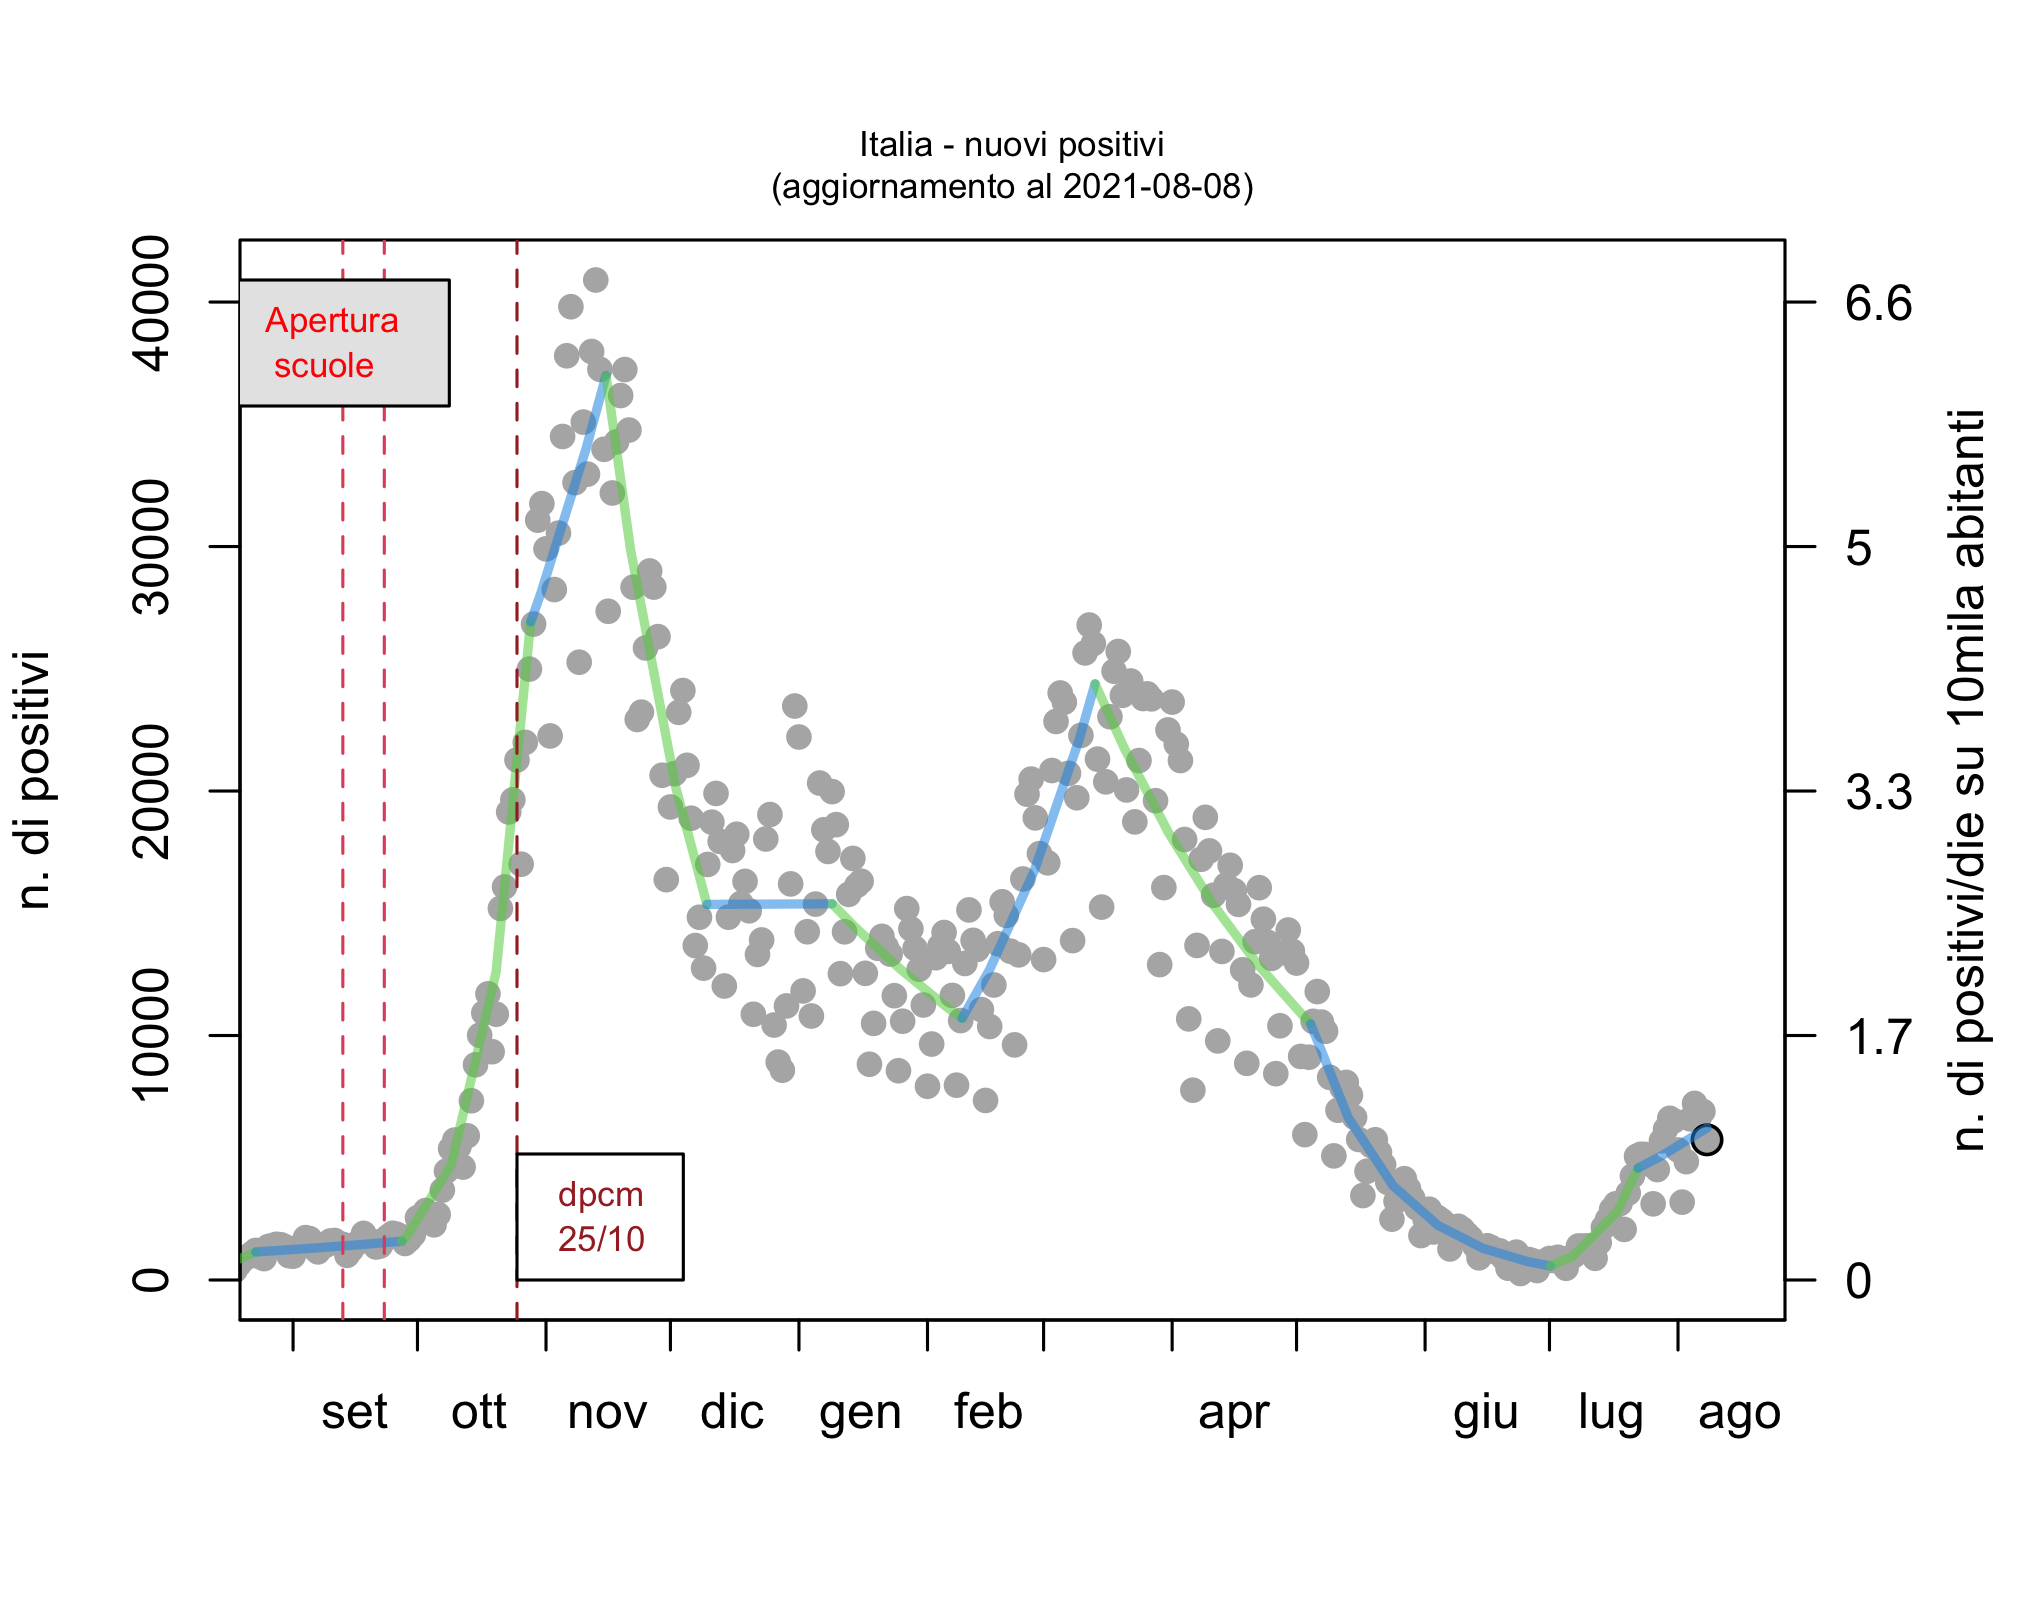 Italia - nuovi positivi
(aggiornamento al 2021-08-08)
n. di positivi
40000
30000
20000
10000
0
Apertura
scuole
dpcm
25/10
6.6
5
3.3
1.7
0
n. di positivi/die su 10mila abitanti
set ott nov dic gen feb apr giu lug ago